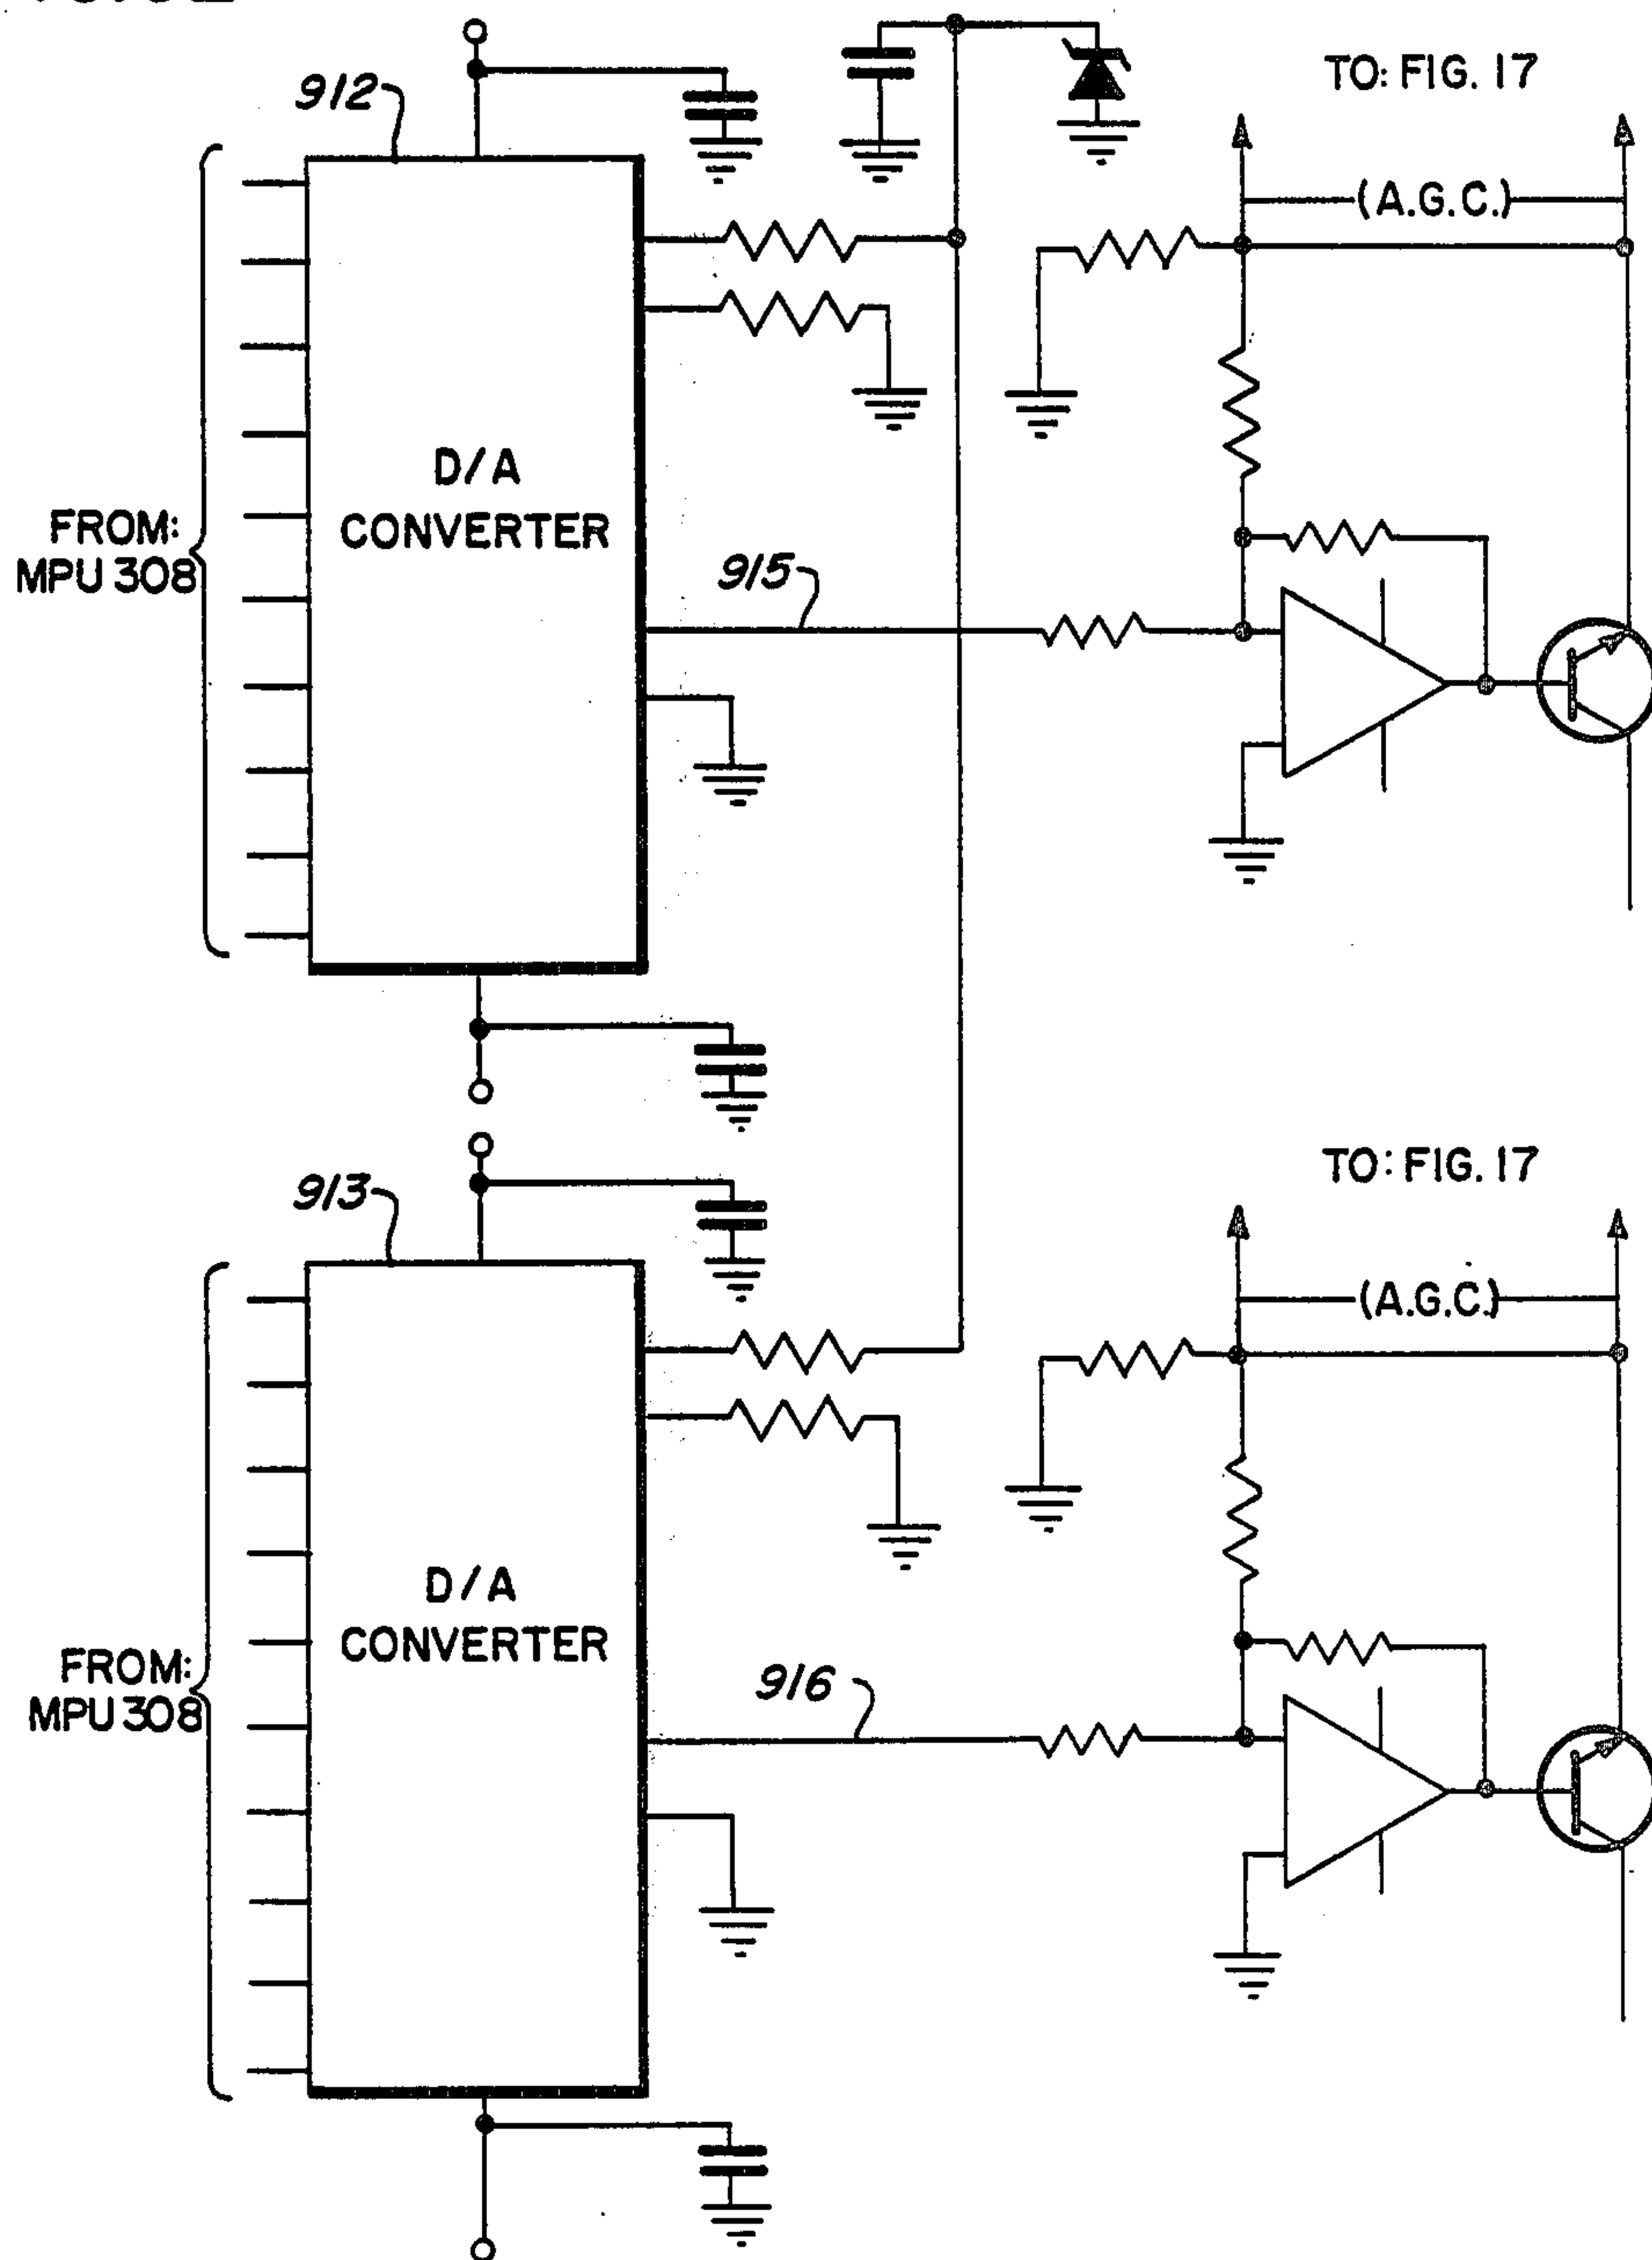 912
TO: FIG. 17
(A.G.C.)
D/A
CONVERTER
FROM:
MPU 308
915
913
TO: FIG. 17
(A.G.C.)
D/A
CONVERTER
FROM:
MPU 308
916